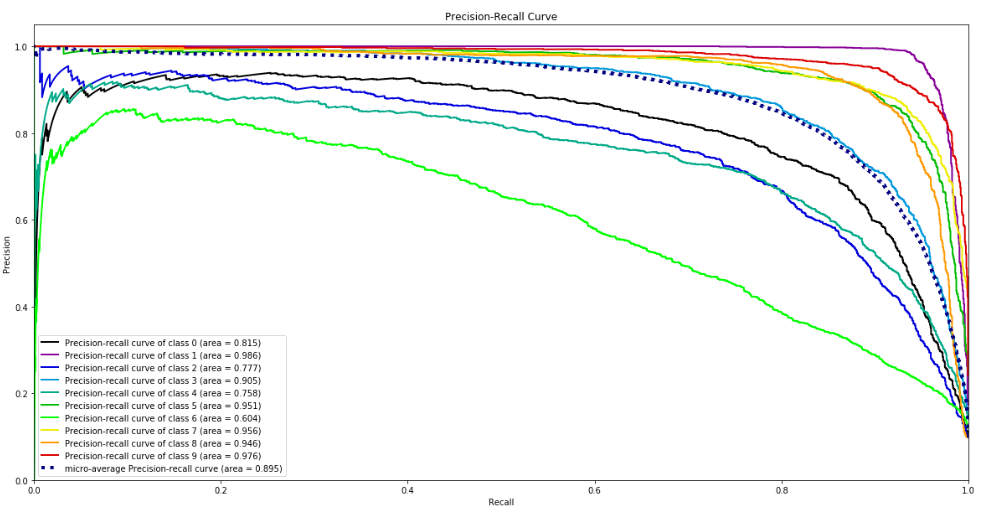 Precision-Recall Curve
1.0
0.8
0.6
0.4
0.2
0.0
Precision
Precision-recall curve of class 0 (area = 0.815)
Precision-recall curve of class 1 (area = 0.986)
Precision-recall curve of class 2 (area = 0.777)
Precision-recall curve of class 3 (area = 0.905)
Precision-recall curve of class 4 (area = 0.758)
Precision-recall curve of class 5 (area = 0.951)
Precision-recall curve of class 6 (area = 0.604)
Precision-recall curve of class 7 (area = 0.956)
Precision-recall curve of class 8 (area = 0.946)
Precision-recall curve of class 9 (area = 0.976)
micro-average Precision-recall curve (area = 0.895)
0.0 0.2 0.4 0.6 0.8 1.0
Recall